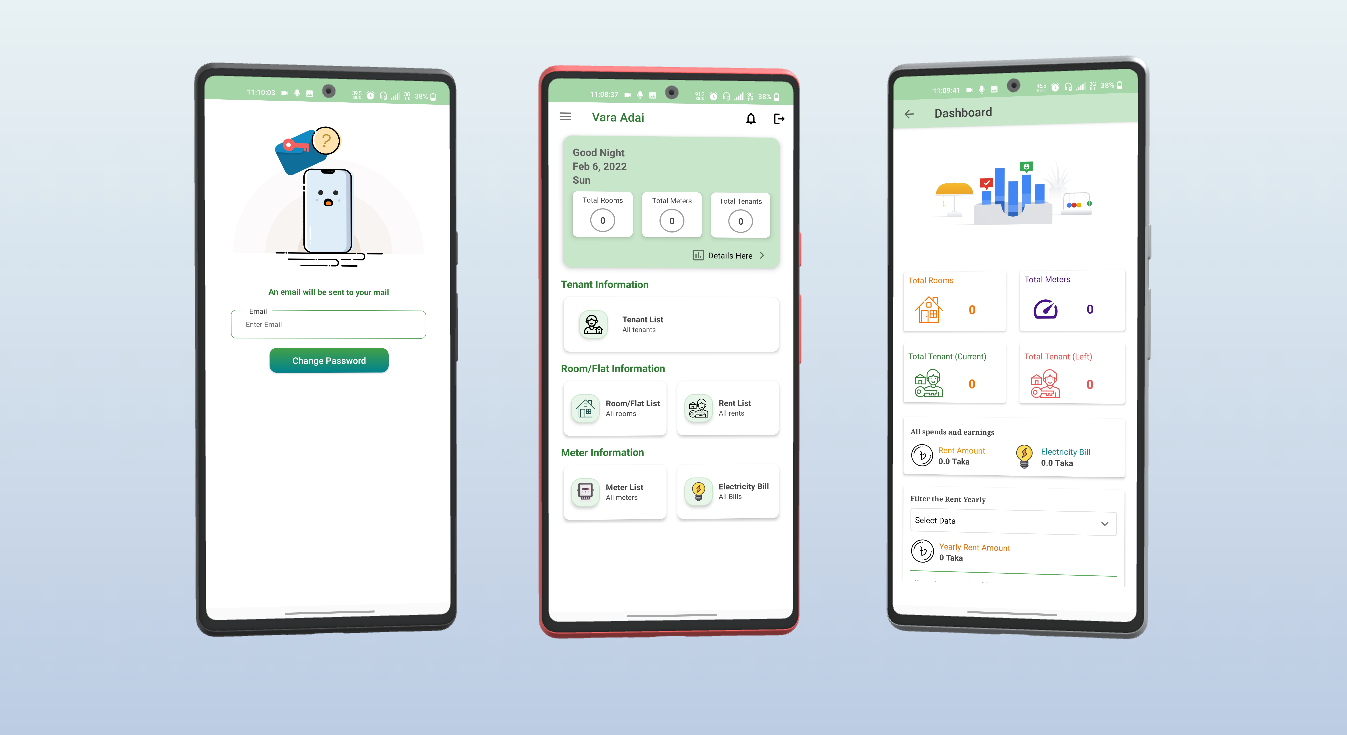 11:10:03
38%
?
An email will be sent to your mail
Email
Enter Email
Change Password
11:08:37
38%
Vara Adai
Good Night
Feb 6, 2022
Sun
Total Rooms
0
Total Meters
0
Total Tenants
0
Details Here
Tenant Information
Tenant List
All tenants
Room/Flat Information
Room/Flat List
All rooms
Rent List
All rents
Meter Information
Meter List
All meters
Electricity Bill
All Bills
11:09:41
38%
Dashboard
Total Rooms
0
Total Meters
0
Total Tenant (Current)
0
Total Tenant (Left)
0
All spends and earnings
৳
Rent Amount
0.0 Taka
Electricity Bill
0.0 Taka
Filter the Rent Yearly
Select Date
৳
Yearly Rent Amount
0 Taka